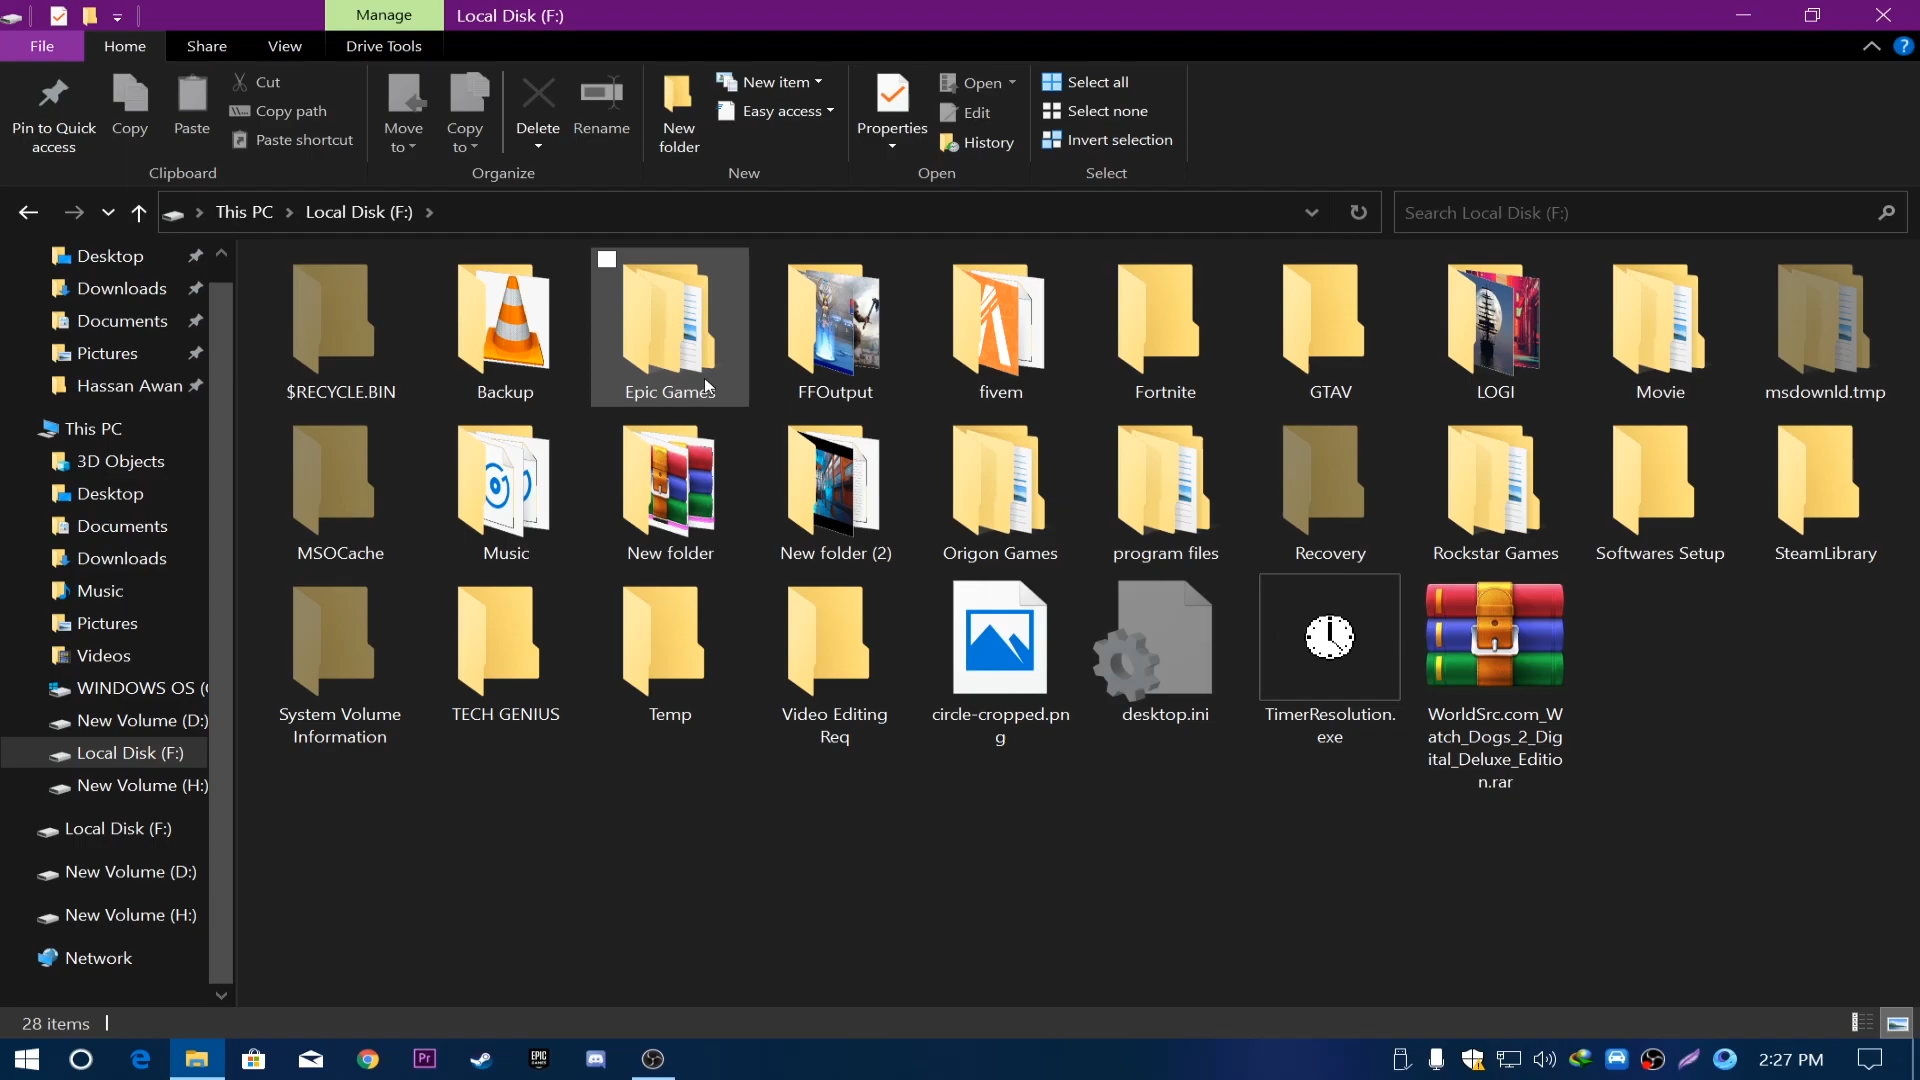 Manage
Local Disk (F:)
File
Home
Share
View
Drive Tools
Pin to Quick
access
Copy
Paste
Cut
Copy path
Paste shortcut
Clipboard
Move
to
Copy
to
Delete
Rename
Organize
New
folder
New item
Easy access
New
Properties
Open
Edit
History
Open
Select all
Select none
Invert selection
Select
This PC
Local Disk (F:)
Search Local Disk (F:)
Desktop
Downloads
Documents
Pictures
Hassan Awan
This PC
3D Objects
Desktop
Documents
Downloads
Music
Pictures
Videos
WINDOWS OS (
New Volume (D:)
Local Disk (F:)
New Volume (H:)
Local Disk (F:)
New Volume (D:)
New Volume (H:)
Network
$RECYCLE.BIN
Backup
Epic Games
FFOutput
fivem
Fortnite
GTAV
LOGI
Movie
msdownld.tmp
MSOCache
Music
New folder
New folder (2)
Origon Games
program files
Recovery
Rockstar Games
Softwares Setup
SteamLibrary
System Volume
Information
TECH GENIUS
Temp
Video Editing
Req
circle-cropped.pn
g
desktop.ini
TimerResolution.
exe
WorldSrc.com_W
atch_Dogs_2_Dig
ital_Deluxe_Editio
n.rar
28 items
Pr
EPIC
GAMES
2:27 PM